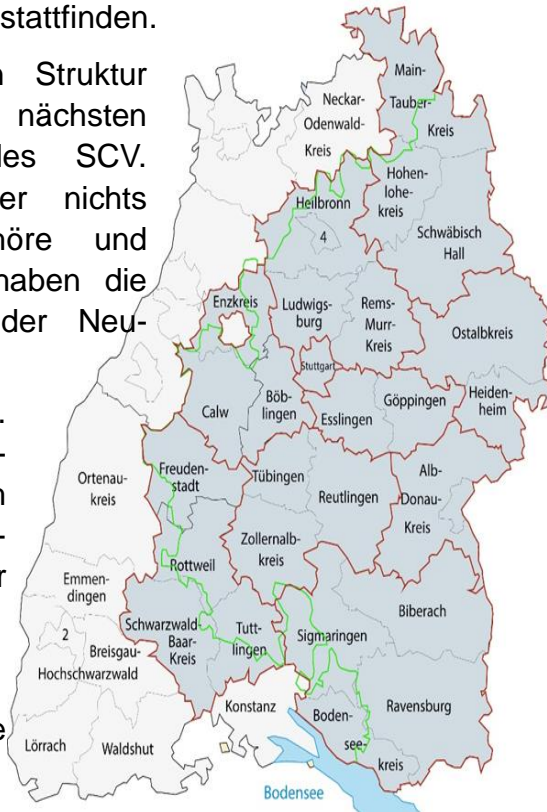 stattfinden.
n Struktur
nächsten
les SCV.
er nichts
höre und
haben die
der Neu-
.
-
n
-
r
e
Main-
Tauber-
Kreis
Neckar-
Odenwald-
Kreis
Hohen-
lohe-
kreis
Heilbronn
4
Schwäbisch
Hall
Enzkreis
Ludwigs-
burg
Rems-
Murr-
Kreis
Ostalbkreis
Stuttgart
Calw
Böb-
lingen
Esslingen
Göppingen
Heiden-
heim
Ortenau-
kreis
Freuden-
stadt
Tübingen
Reutlingen
Alb-
Donau-
Kreis
Zollernalb-
kreis
Rottweil
Emmen-
dingen
2
Breisgau-
Hochschwarzwald
Schwarzwald-
Baar-
Kreis
Tutt-
lingen
Sigmaringen
Biberach
Konstanz
Boden-
see-
kreis
Ravensburg
Lörrach
Waldshut
Bodensee